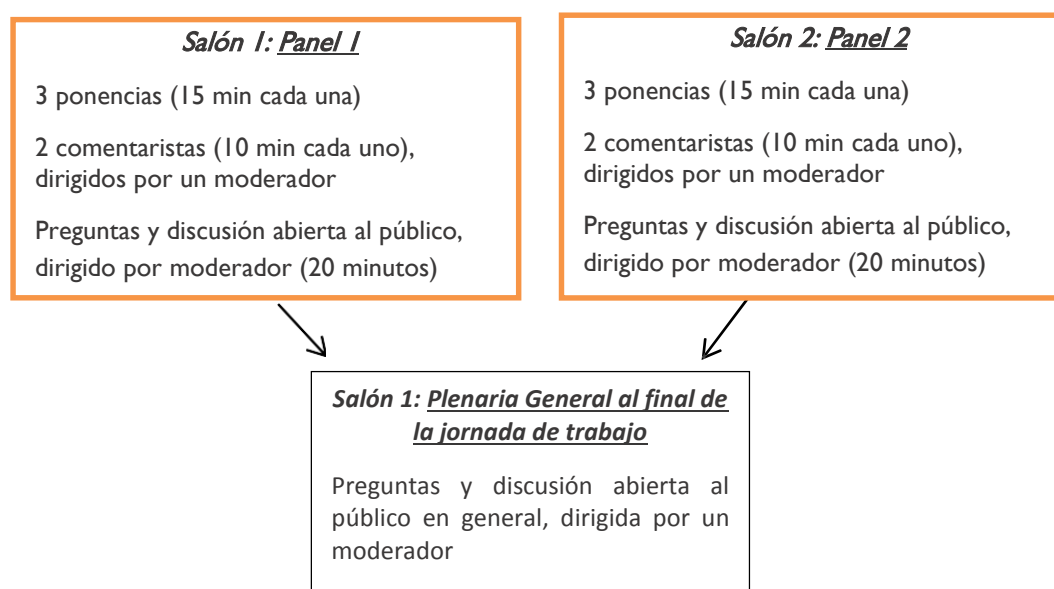 Salón 1: Panel 1
3 ponencias (15 min cada una)
2 comentaristas (10 min cada uno),
dirigidos por un moderador
Preguntas y discusión abierta al público,
dirigido por moderador (20 minutos)
Salón 2: Panel 2
3 ponencias (15 min cada una)
2 comentaristas (10 min cada uno),
dirigidos por un moderador
Preguntas y discusión abierta al público,
dirigido por moderador (20 minutos)
Salón 1: Plenaria General al final de
la jornada de trabajo
Preguntas y discusión abierta al
público en general, dirigida por un
moderador